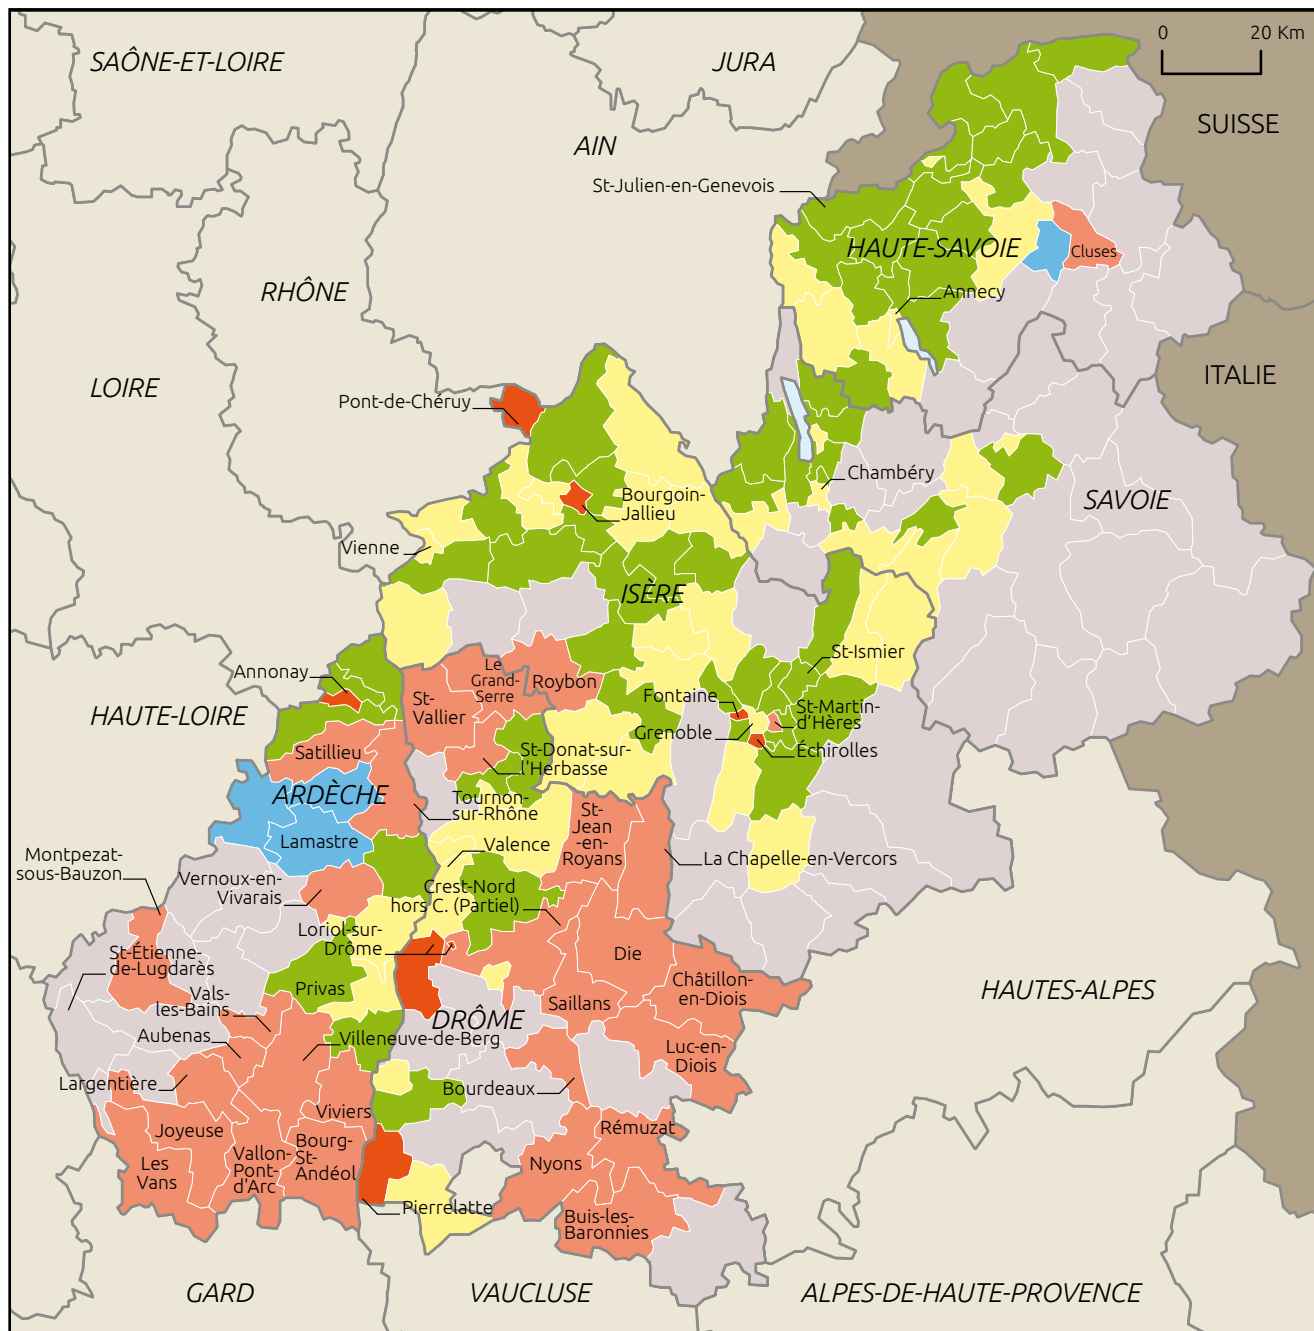 0 20 Km
SAÔNE-ET-LOIRE
JURA
SUISSE
AIN
St-Julien-en-Genevois
HAUTE-SAVOIE
Cluses
RHÔNE
Annecy
LOIRE
ITALIE
Pont-de-Chéruy
Chambéry
Bourgoin-
Jallieu
SAVOIE
Vienne
ISÈRE
St-Ismier
Annonay
Le
Grand-
Serre
Roybon
St-
Vallier
Fontaine
St-Martin-
d'Hères
HAUTE-LOIRE
Grenoble
Échirolles
Satillieu
St-Donat-sur-
l'Herbasse
ARDÈCHE
Tournon-
sur-Rhône
St-
Jean
-en-
Royans
Lamastre
Valence
La Chapelle-en-Vercors
Montpezat-
sous-Bauzon
Vernoux-en-
Vivarais
Crest-Nord
hors C. (Partiel)
Loriol-sur-
Drôme
St-Étienne-
de-Lugdarès
Die
Privas
Châtillon-
en-Diois
HAUTES-ALPES
Vals-
les-Bains
Saillans
DRÔME
Aubenas
Villeneuve-de-Berg
Luc-en-
Diois
Largentière
Bourdeaux
Viviers
Joyeuse
Rémuzat
Bourg-
St-
Andéol
Vallon-
Pont-
d'Arc
Les
Vans
Nyons
Pierrelatte
Buis-les-
Baronnies
GARD
VAUCLUSE
ALPES-DE-HAUTE-PROVENCE